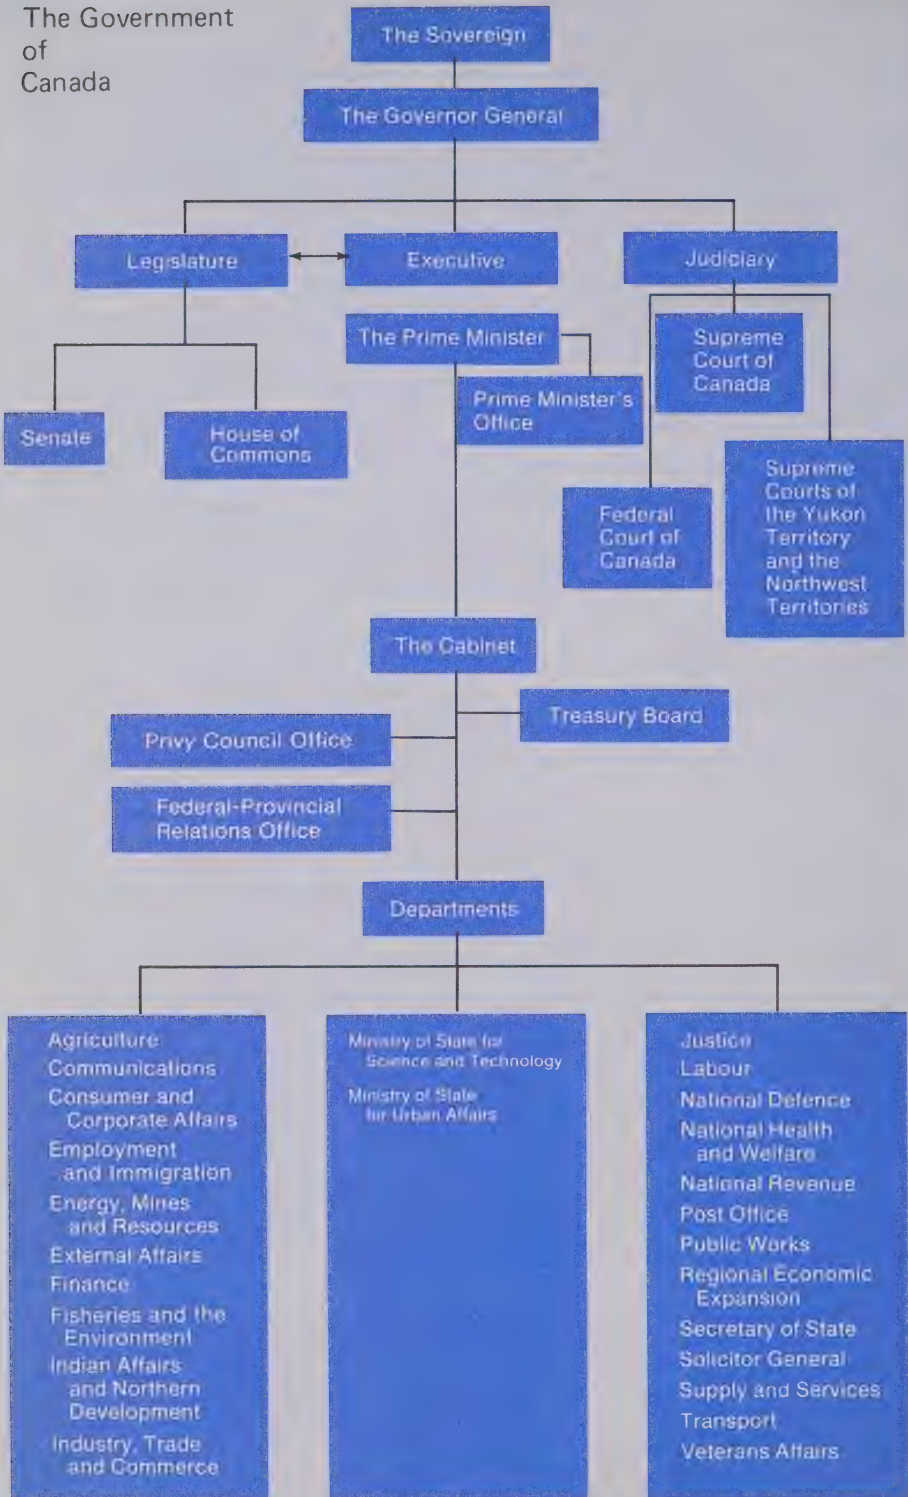 The Government
of
Canada
The Sovereign
The Governor General
Legislature
Executive
Judiciary
The Prime Minister
Prime Minister's
Office
Supreme
Court of
Canada
Senate
House of
Commons
Federal
Court of
Canada
Supreme
Courts of
the Yukon
Territory
and the
Northwest
Territories
The Cabinet
Treasury Board
Privy Council Office
Federal-Provincial
Relations Office
Departments
Agriculture
Communications
Consumer and
Corporate Affairs
Employment
and Immigration
Energy, Mines
and Resources
External Affairs
Finance
Fisheries and the
Environment
Indian Affairs
and Northern
Development
Industry, Trade
and Commerce
Ministry of State for
Science and Technology
Ministry of State
for Urban Affairs
Justice
Labour
National Defence
National Health
and Welfare
National Revenue
Post Office
Public Works
Regional Economic
Expansion
Secretary of State
Solicitor General
Supply and Services
Transport
Veterans Affairs